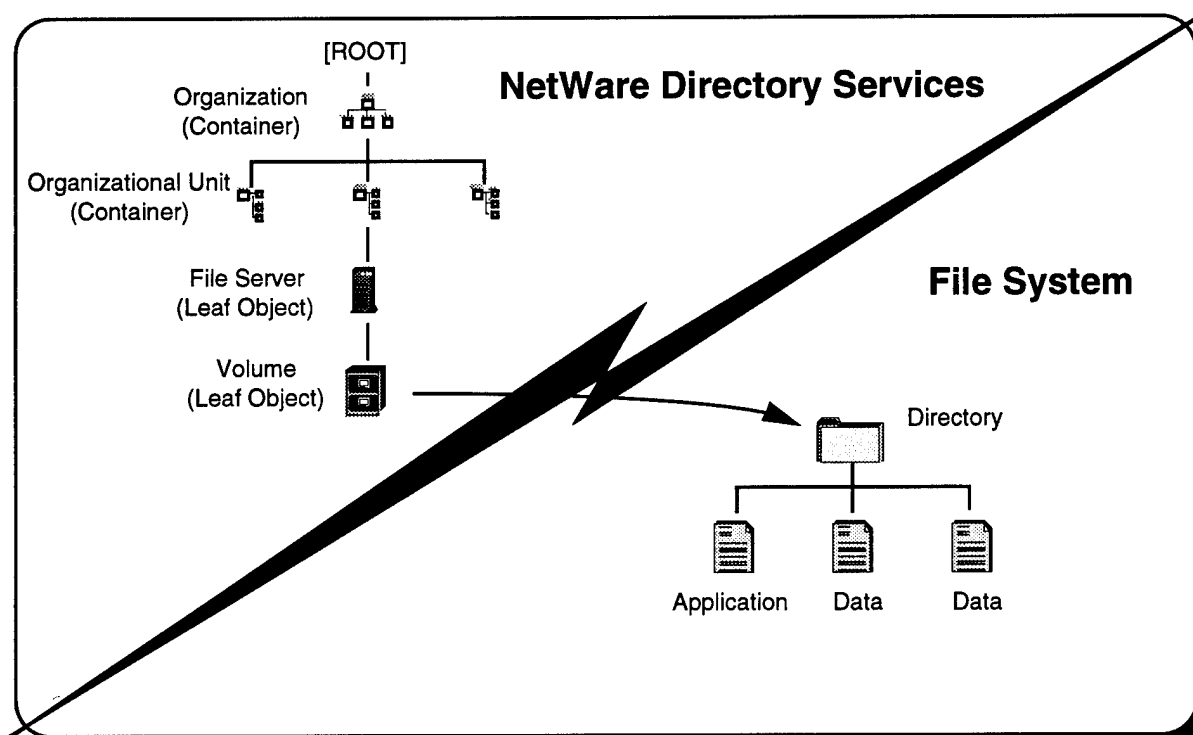 [ROOT]
NetWare Directory Services
Organization
(Container)
Organizational Unit
(Container)
File Server
(Leaf Object)
File System
Volume
(Leaf Object)
Directory
Application
Data
Data